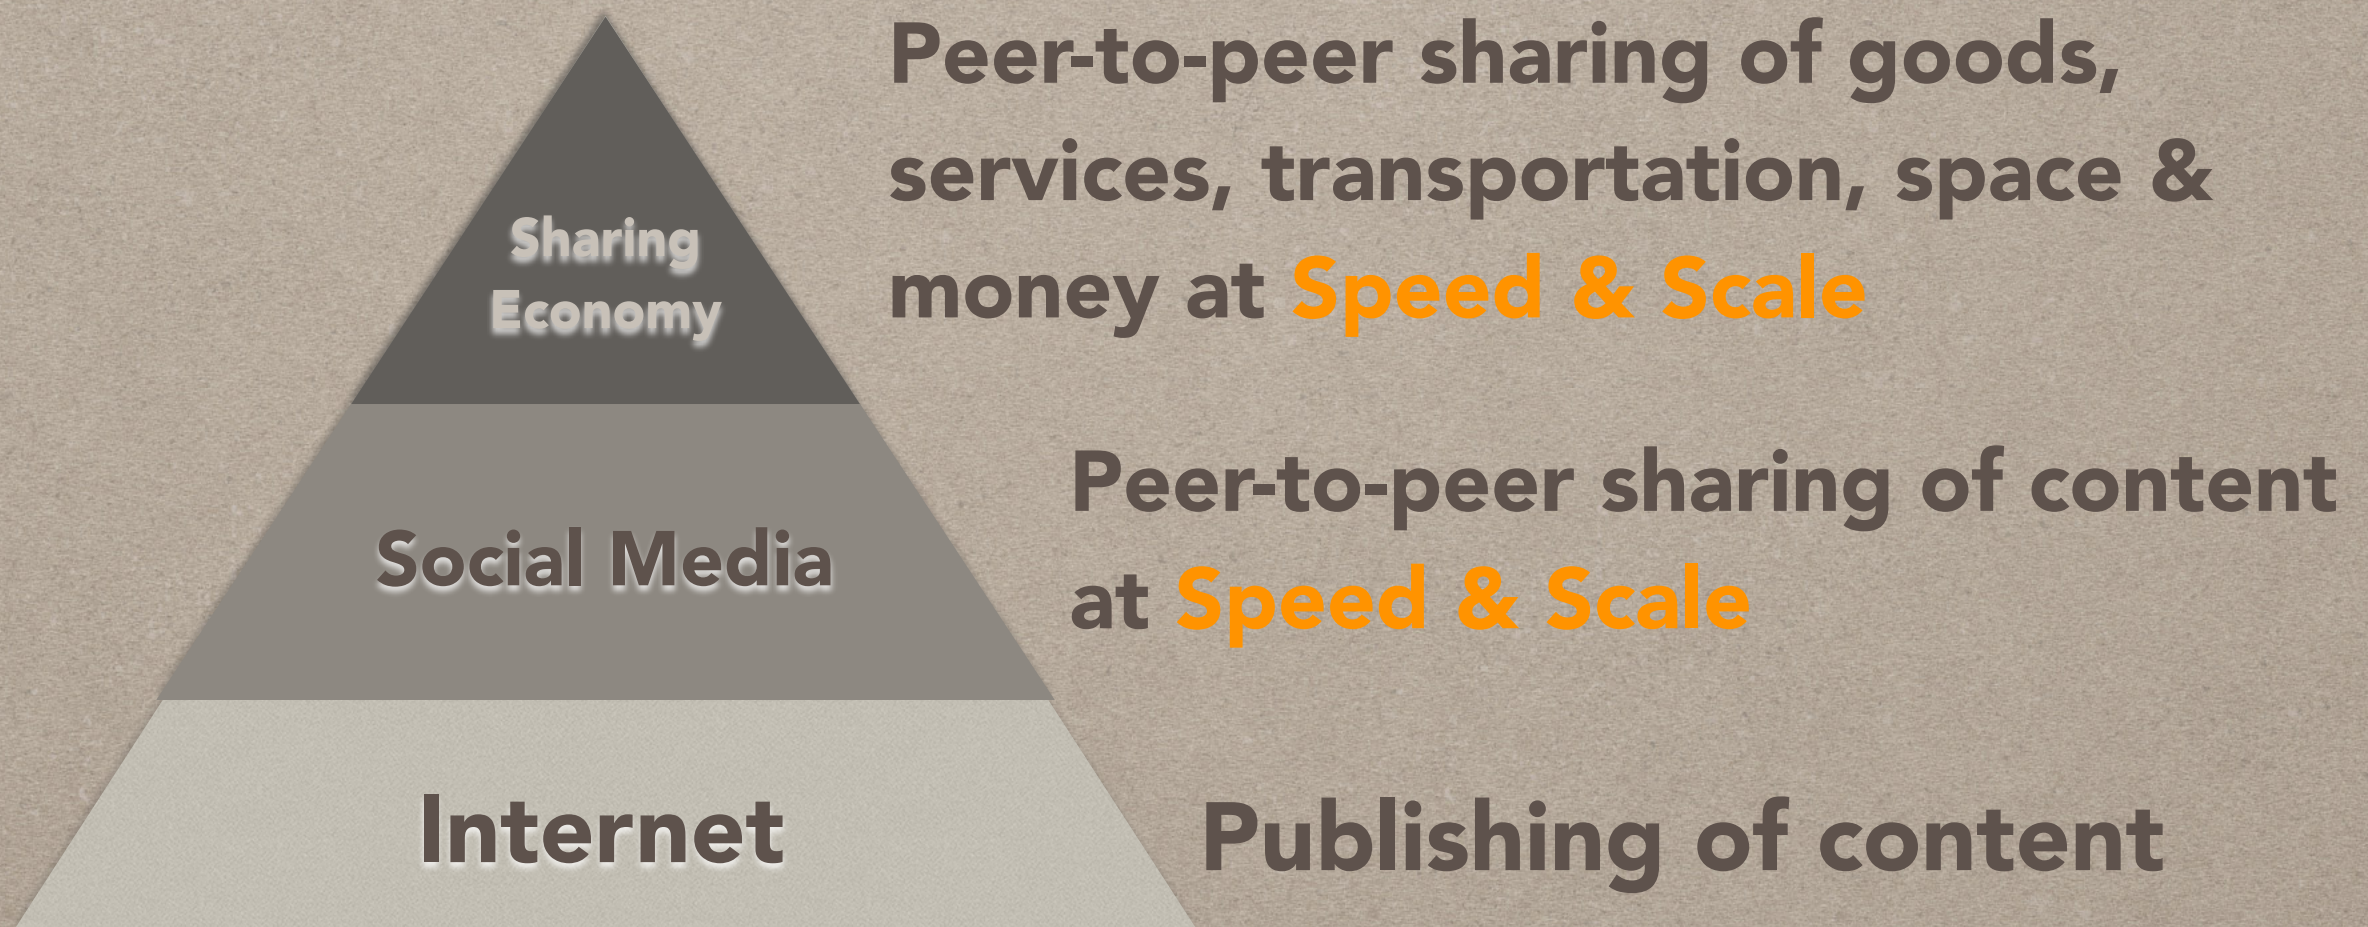 Sharing
Economy
Peer-to-peer sharing of goods,
services, transportation, space &
money at Speed & Scale
Social Media
Peer-to-peer sharing of content
at Speed & Scale
Internet
Publishing of content